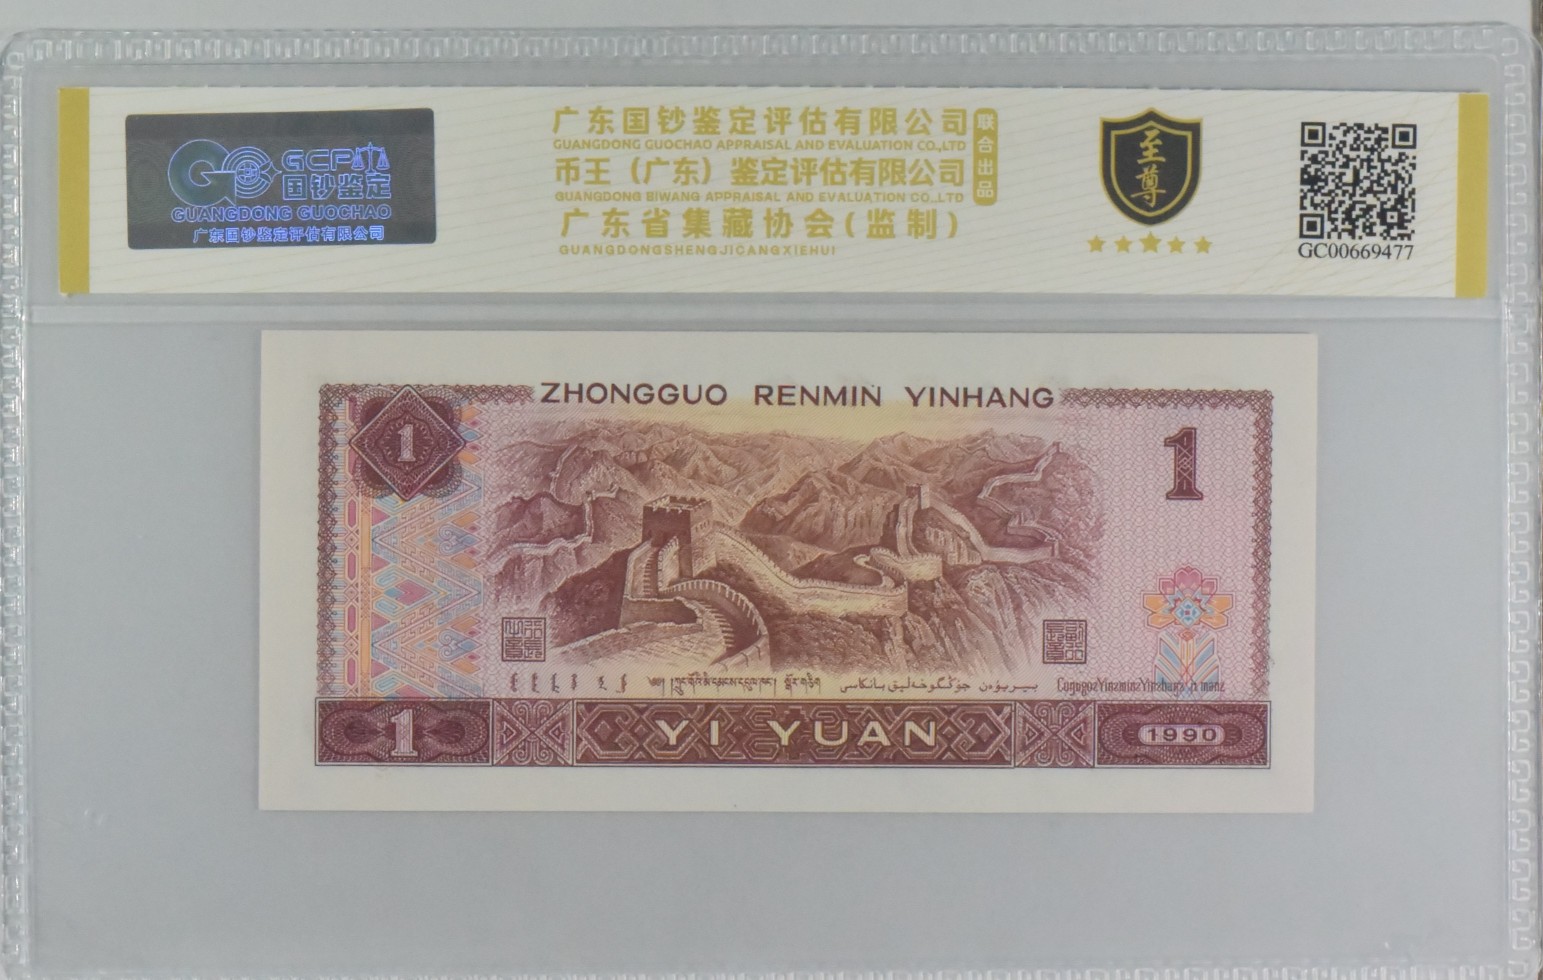 GCP
国钞鉴定
GUANGDONG GUOCHAO
广东国钞鉴定评估有限公司
广东国钞鉴定评估有限公司
GUANGDONG GUOCHAO APPRAISAL AND EVALUATION CO.,LTD
币王（广东）鉴定评估有限公司
GUANGDONG BIWANG APPRAISAL AND EVALUATION CO.,LTD
广东省集藏协会(监制)
GUANGDONGSHENGJICANGXIEHUI
联合出品
至尊
GC00669477
ZHONGGUO RENMIN YINHANG
1
1
1
YI YUAN
1990